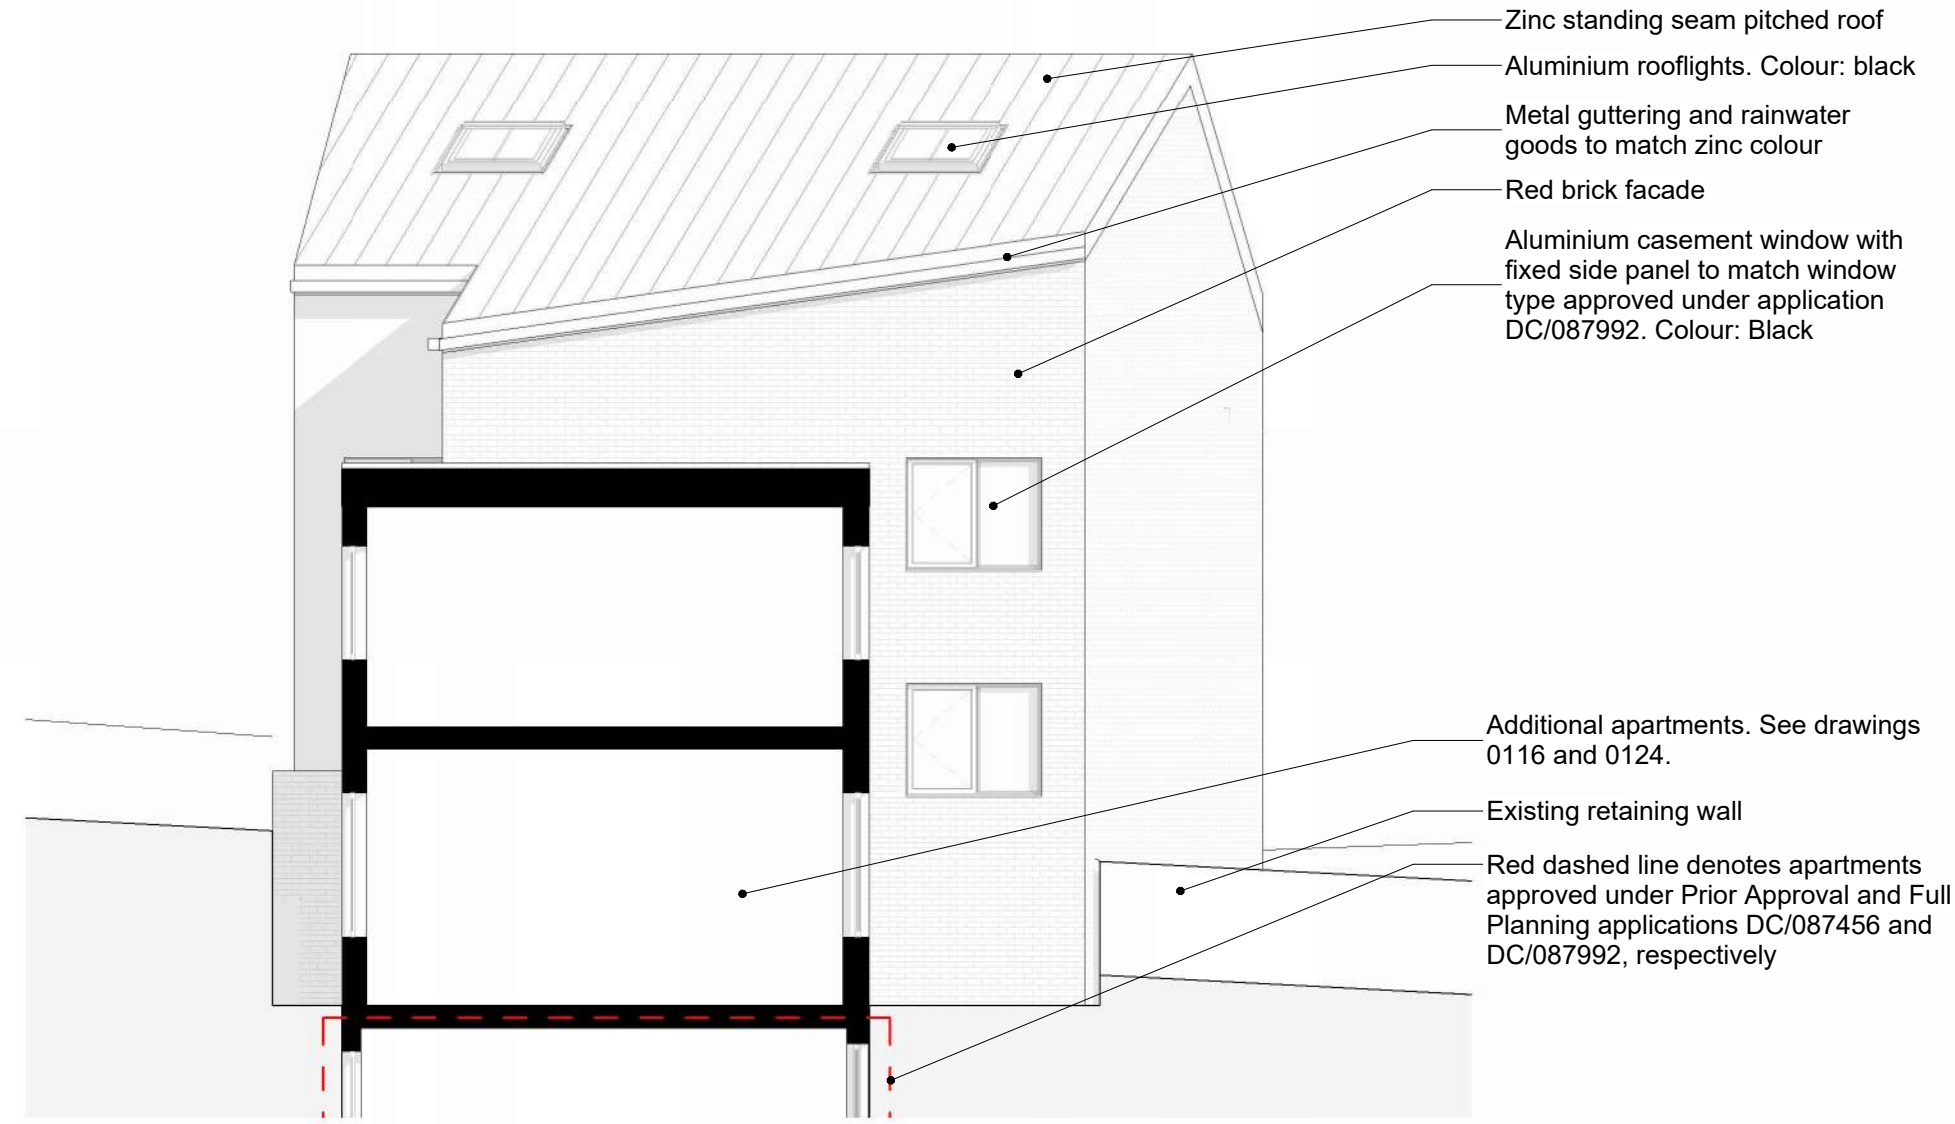 Zinc standing seam pitched roof
Aluminium rooflights. Colour: black
Metal guttering and rainwater
goods to match zinc colour
Red brick facade
Aluminium casement window with
fixed side panel to match window
type approved under application
DC/087992. Colour: Black
Additional apartments. See drawings
0116 and 0124.
Existing retaining wall
Red dashed line denotes apartments
approved under Prior Approval and Full
Planning applications DC/087456 and
DC/087992, respectively